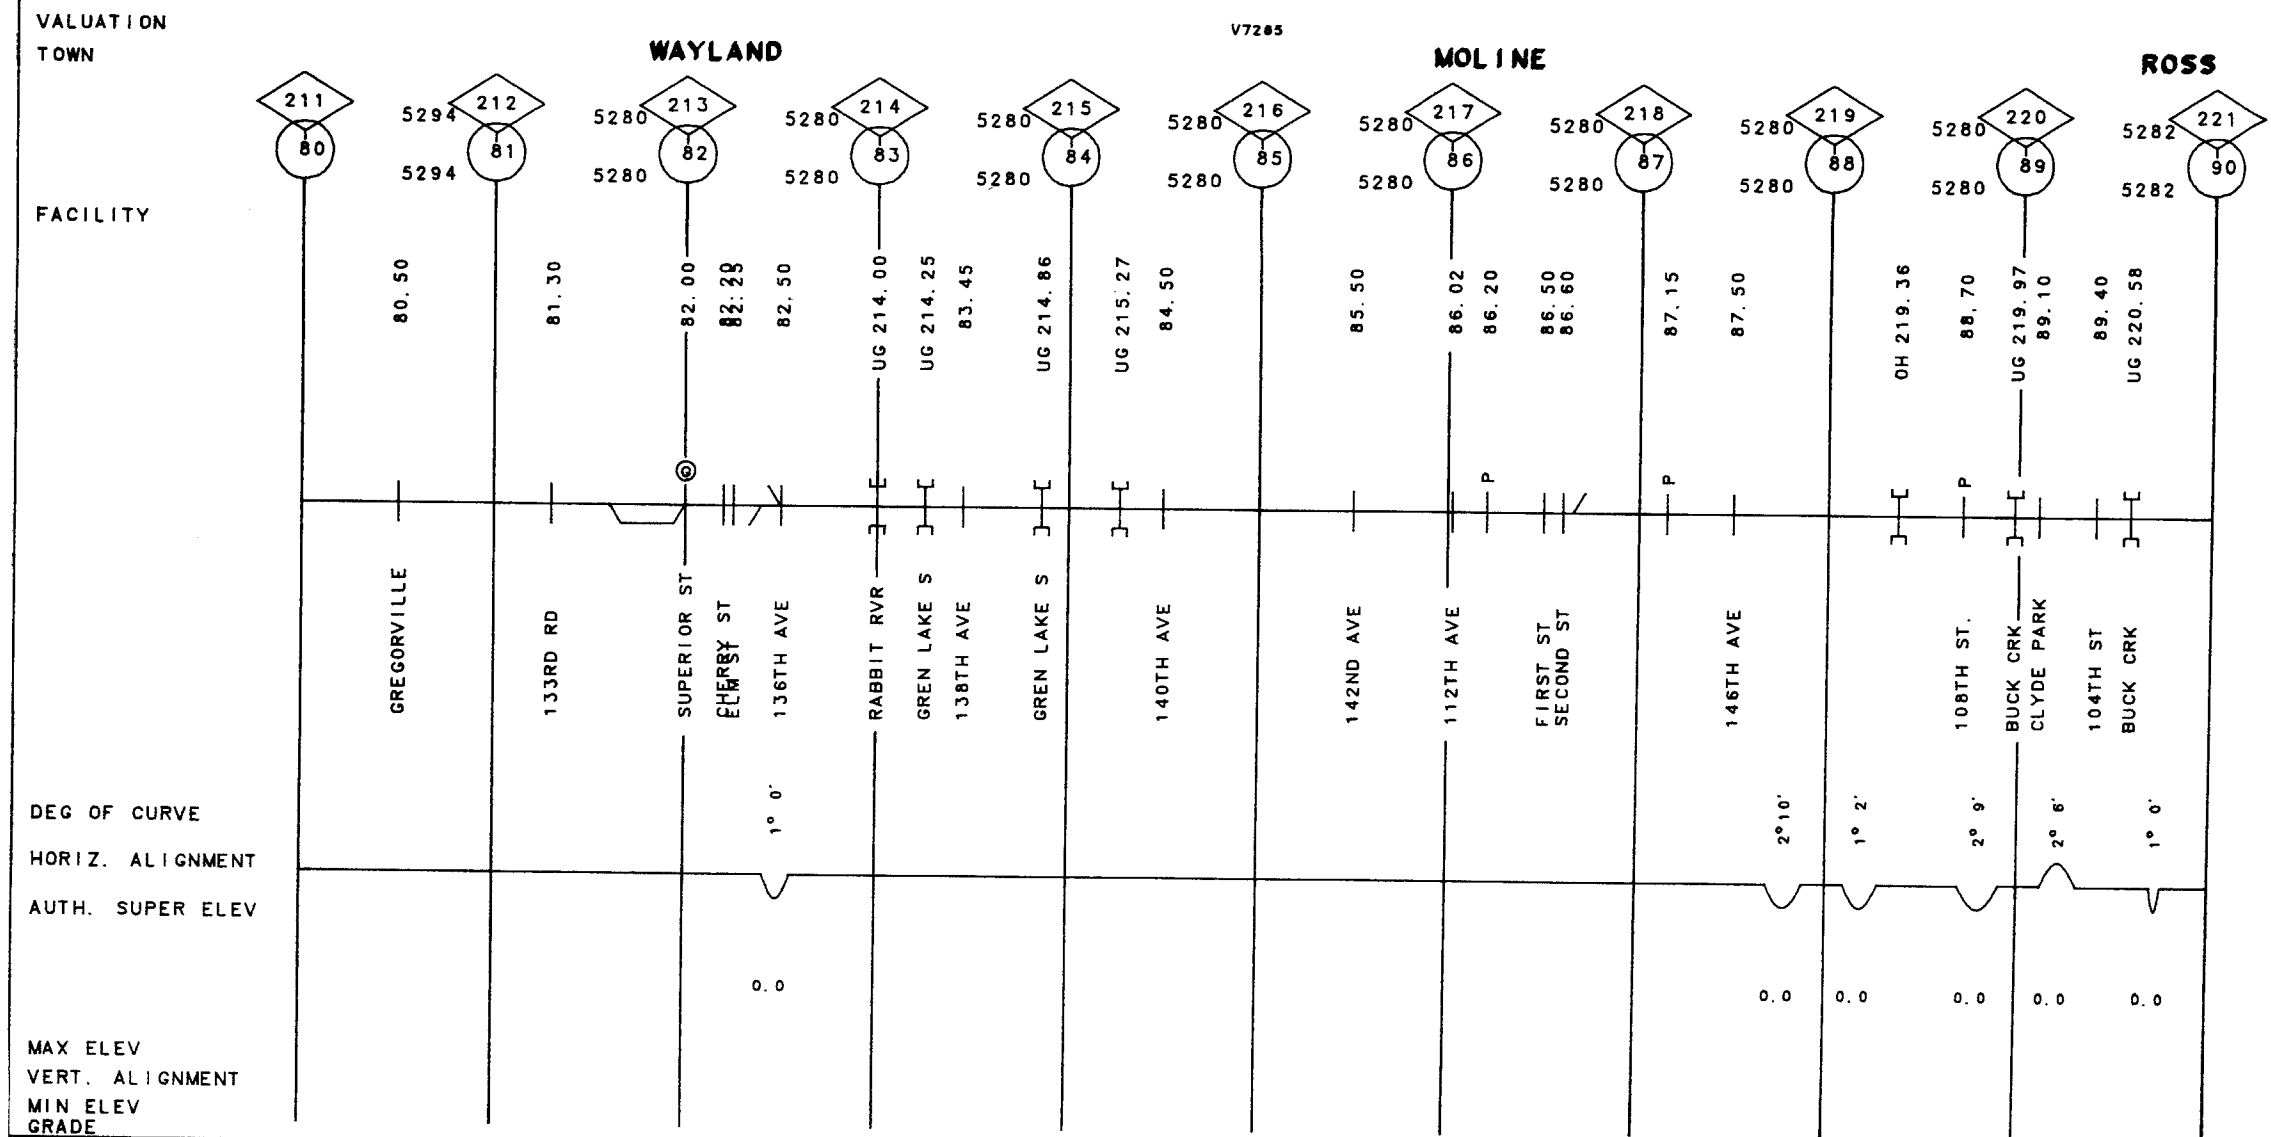 VALUATION
V7265
TOWN
WAYLAND
MOLINE
ROSS
211 212 213 214 215 216 217 218 219 220 221
5294 5280 5280 5280 5280 5280 5280 5280 5280 5282
80 81 82 83 84 85 86 87 88 89 90
5294 5280 5280 5280 5280 5280 5280 5280 5280 5282
FACILITY
80.50
81.30
82.00
82.20
82.25
82.50
UG 214.00
UG 214.25
83.45
UG 214.86
UG 215.27
84.50
85.50
86.02
86.20
86.50
86.60
87.15
87.50
OH 219.36
88.70
UG 219.97
89.10
89.40
UG 220.58
P P P
GREGORVILLE
133RD RD
SUPERIOR ST
CHERRY ST
ELM ST
136TH AVE
RABBIT RVR
GREN LAKE S
138TH AVE
GREN LAKE S
140TH AVE
142ND AVE
112TH AVE
FIRST ST
SECOND ST
146TH AVE
108TH ST.
BUCK CRK
CLYDE PARK
104TH ST
BUCK CRK
DEG OF CURVE
1° 0'
2°10'
1° 2'
2° 9'
2° 6'
1° 0'
HORIZ. ALIGNMENT
AUTH. SUPER ELEV
0.0 0.0 0.0 0.0 0.0 0.0
MAX ELEV
VERT. ALIGNMENT
MIN ELEV
GRADE